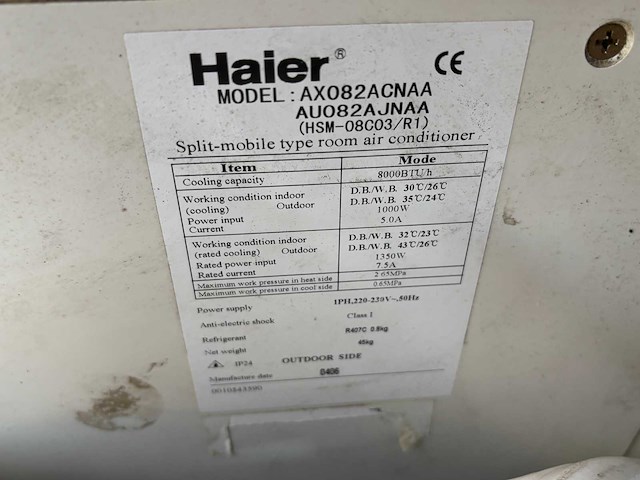 Haier® CE
MODEL : AX082ACNAA
AU082AJNAA
(HSM-08C03/R1)
Split-mobile type room air conditioner
Item Mode
Cooling capacity 8000BTU/h
Working condition indoor D.B./W.B. 30℃/26℃
(cooling) Outdoor D.B./W.B. 35℃/24℃
Power input 1000W
Current 5.0A
Working condition indoor D.B./W.B. 32℃/23℃
(rated cooling) Outdoor D.B./W.B. 43℃/26℃
Rated power input 1350W
Rated current 7.5A
Maximum work pressure in heat side 2.65MPa
Maximum work pressure in cool side 0.65MPa
Power supply 1PH,220-230V~,50Hz
Anti-electric shock Class I
Refrigerant R407C 0.8kg
Net weight 45kg
IP24 OUTDOOR SIDE
Manufacture date 0406
0010843590